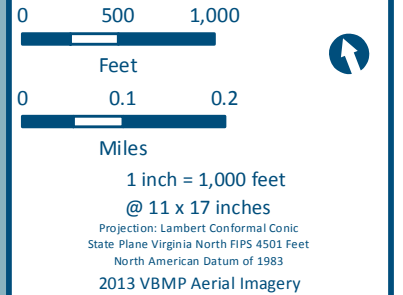 0 500 1,000
Feet
0 0.1 0.2
Miles
1 inch = 1,000 feet
@ 11 x 17 inches
Projection: Lambert Conformal Conic
State Plane Virginia North FIPS 4501 Feet
North American Datum of 1983
2013 VBMP Aerial Imagery